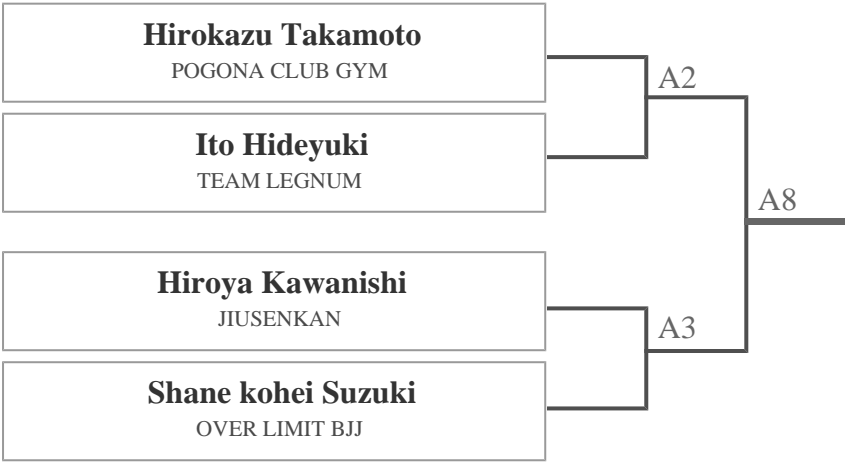 Hirokazu Takamoto
POGONA CLUB GYM
A2
Ito Hideyuki
TEAM LEGNUM
A8
Hiroya Kawanishi
JIUSENKAN
A3
Shane kohei Suzuki
OVER LIMIT BJJ